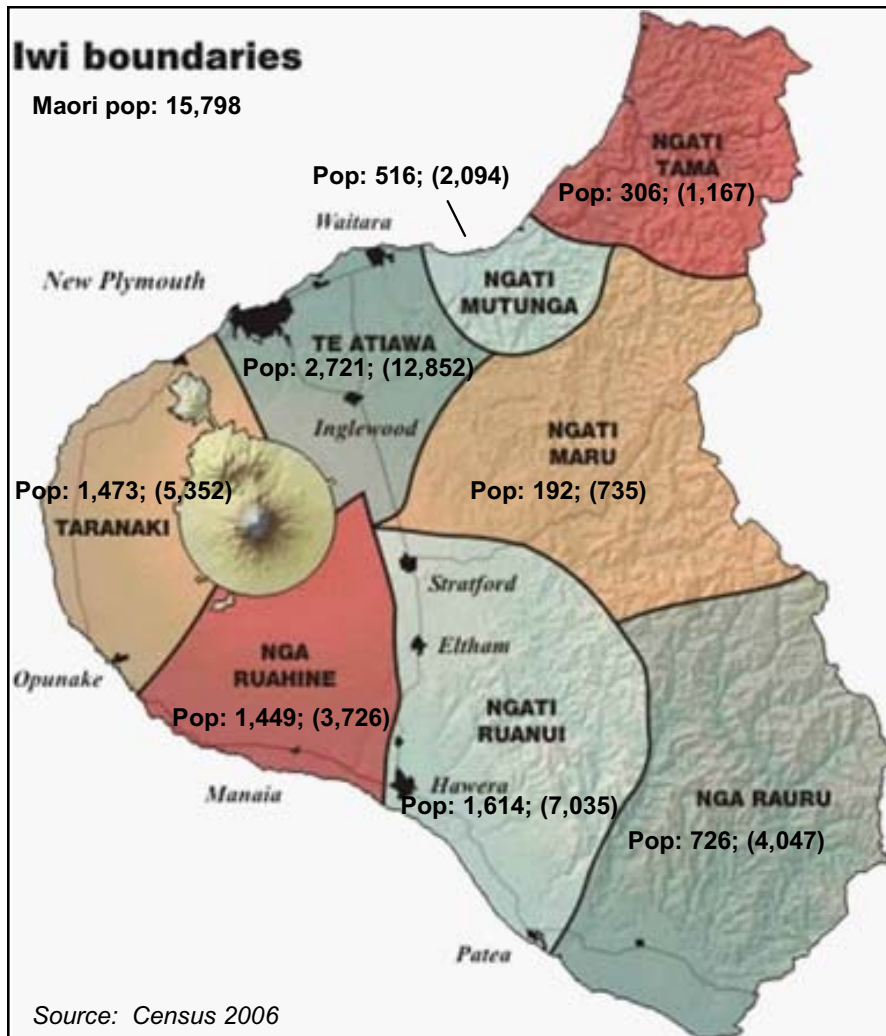 Iwi boundaries
Maori pop: 15,798
NGATI
TAMA
Pop: 306; (1,167)
Pop: 516; (2,094)
Waitara
New Plymouth
NGATI
MUTUNGA
TE ATIAWA
Pop: 2,721; (12,852)
Inglewood
NGATI
MARU
Pop: 192; (735)
Pop: 1,473; (5,352)
TARANAKI
Stratford
Eltham
Opunake
NGA
RUAHINE
Pop: 1,449; (3,726)
NGATI
RUANUI
Manaia
Hawera
Pop: 1,614; (7,035)
NGA RAURU
Pop: 726; (4,047)
Patea
Source: Census 2006